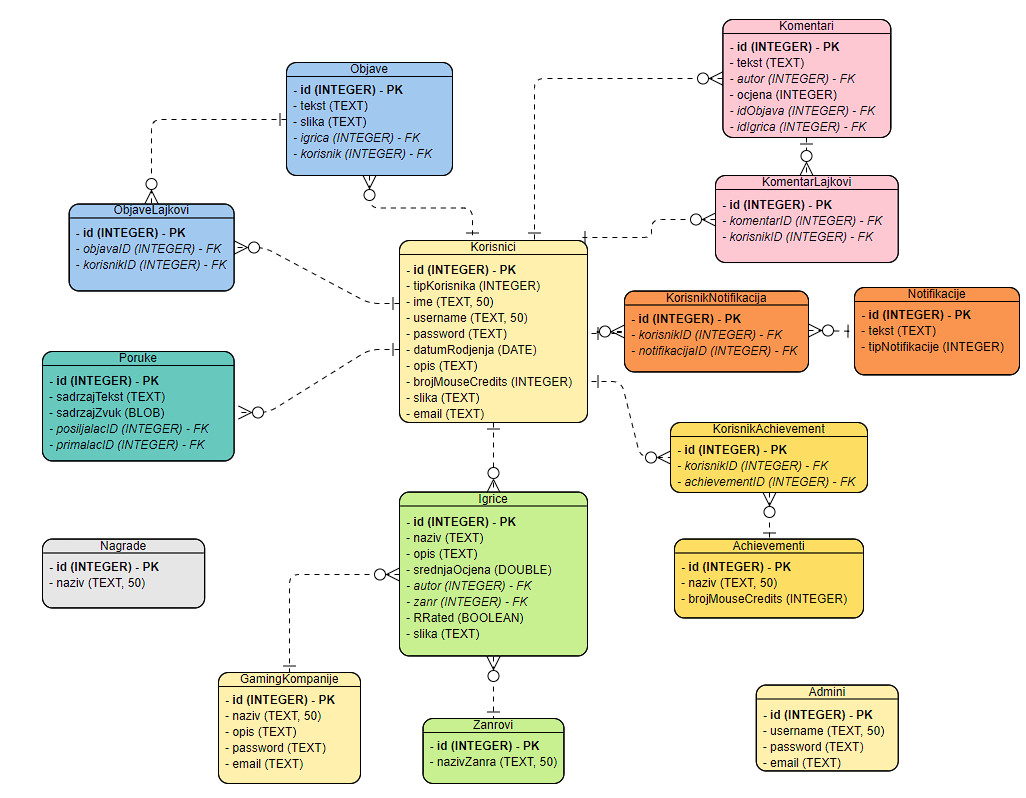 Komentari
- id (INTEGER) - PK
- tekst (TEXT)
- autor (INTEGER) - FK
- ocjena (INTEGER)
- idObjava (INTEGER) - FK
- idIgrica (INTEGER) - FK
Objave
- id (INTEGER) - PK
- tekst (TEXT)
- slika (TEXT)
- igrica (INTEGER) - FK
- korisnik (INTEGER) - FK
KomentarLajkovi
- id (INTEGER) - PK
- komentarID (INTEGER) - FK
- korisnikID (INTEGER) - FK
ObjaveLajkovi
- id (INTEGER) - PK
- objavaID (INTEGER) - FK
- korisnikID (INTEGER) - FK
Korisnici
- id (INTEGER) - PK
- tipKorisnika (INTEGER)
- ime (TEXT, 50)
- username (TEXT, 50)
- password (TEXT)
- datumRodjenja (DATE)
- opis (TEXT)
- brojMouseCredits (INTEGER)
- slika (TEXT)
- email (TEXT)
KorisnikNotifikacija
- id (INTEGER) - PK
- korisnikID (INTEGER) - FK
- notifikacijaID (INTEGER) - FK
Notifikacije
- id (INTEGER) - PK
- tekst (TEXT)
- tipNotifikacije (INTEGER)
Poruke
- id (INTEGER) - PK
- sadrzajTekst (TEXT)
- sadrzajZvuk (BLOB)
- posiljalacID (INTEGER) - FK
- primalacID (INTEGER) - FK
KorisnikAchievement
- id (INTEGER) - PK
- korisnikID (INTEGER) - FK
- achievementID (INTEGER) - FK
Igrice
- id (INTEGER) - PK
- naziv (TEXT)
- opis (TEXT)
- srednjaOcjena (DOUBLE)
- autor (INTEGER) - FK
- zanr (INTEGER) - FK
- RRated (BOOLEAN)
- slika (TEXT)
Nagrade
- id (INTEGER) - PK
- naziv (TEXT, 50)
Achievementi
- id (INTEGER) - PK
- naziv (TEXT, 50)
- brojMouseCredits (INTEGER)
GamingKompanije
- id (INTEGER) - PK
- naziv (TEXT, 50)
- opis (TEXT)
- password (TEXT)
- email (TEXT)
Zanrovi
- id (INTEGER) - PK
- nazivZanra (TEXT, 50)
Admini
- id (INTEGER) - PK
- username (TEXT, 50)
- password (TEXT)
- email (TEXT)